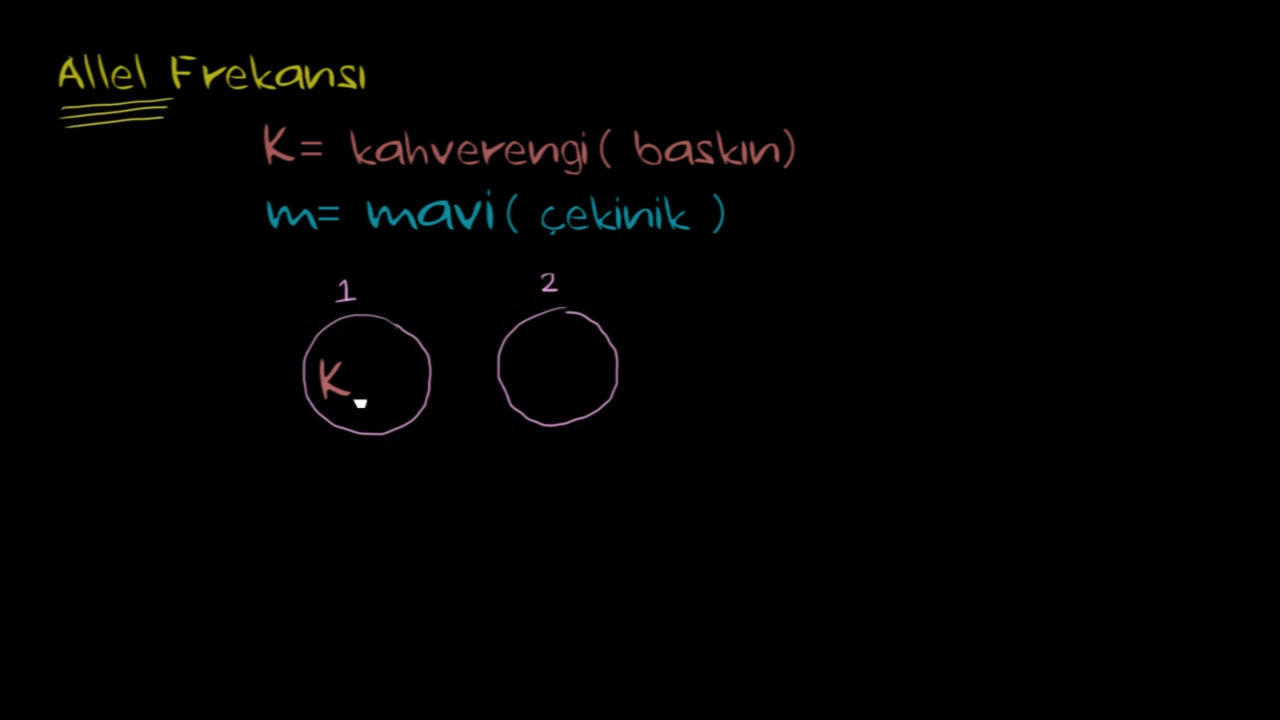 Allel Frekansı
K= kahverengi( baskın)
m= mavi( çekinik )
1 2
K